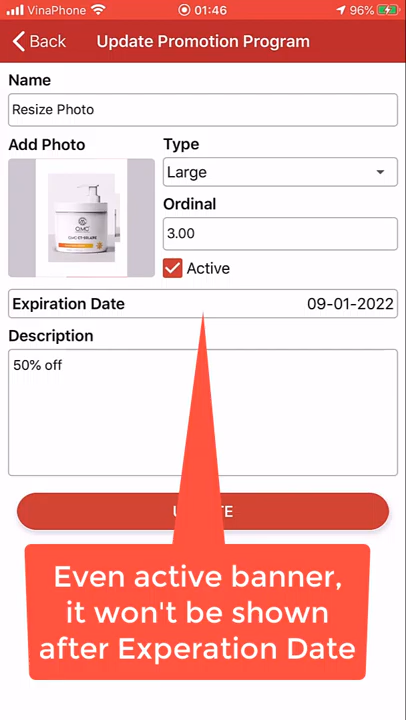 VinaPhone 01:46 96%
Back Update Promotion Program
Name
Resize Photo
Add Photo
Type
Large
Ordinal
3.00
Active
Expiration Date 09-01-2022
Description
50% off
Even active banner,
it won't be shown
after Experation Date